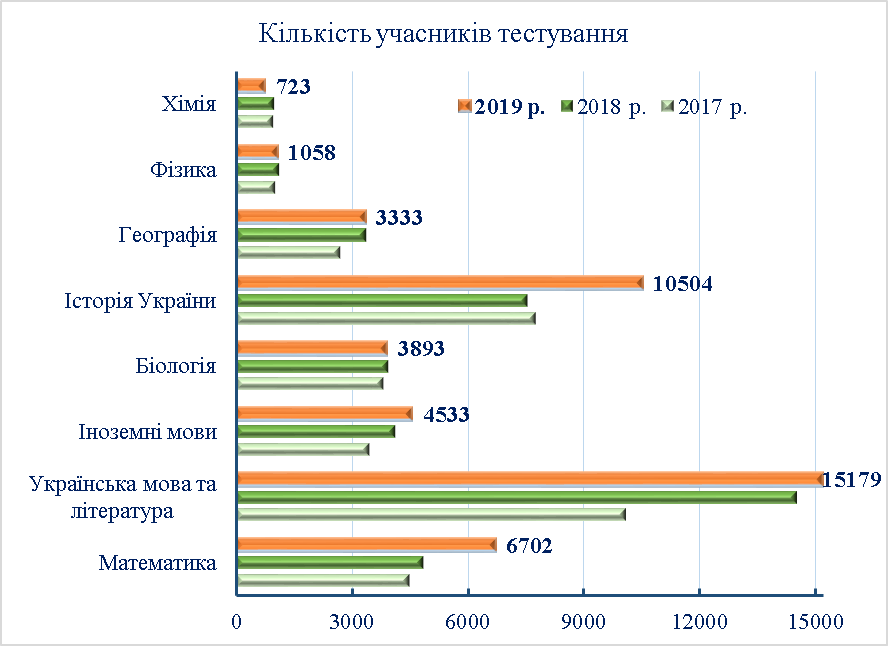 Кількість учасників тестування
2019 р. 2018 р. 2017 р.
Хімія 723
Фізика 1058
Географія 3333
Історія України 10504
Біологія 3893
Іноземні мови 4533
Українська мова та
література 15179
Математика 6702
0 3000 6000 9000 12000 15000